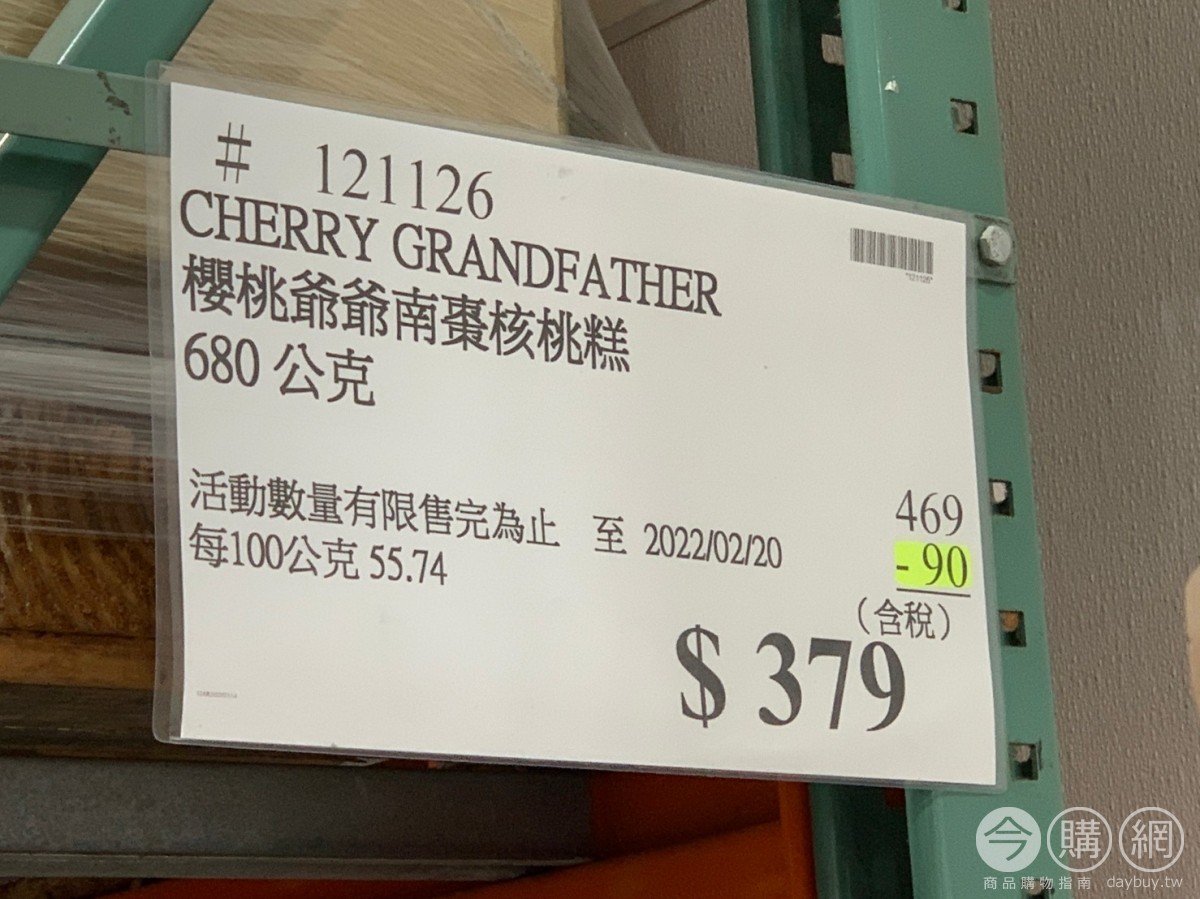 # 121126
CHERRY GRANDFATHER
櫻桃爺爺南棗核桃糕
680 公克
活動數量有限售完為止 至 2022/02/20
每100公克 55.74
469
- 90
(含稅)
$ 379
今購網
商品購物指南 daybuy.tw